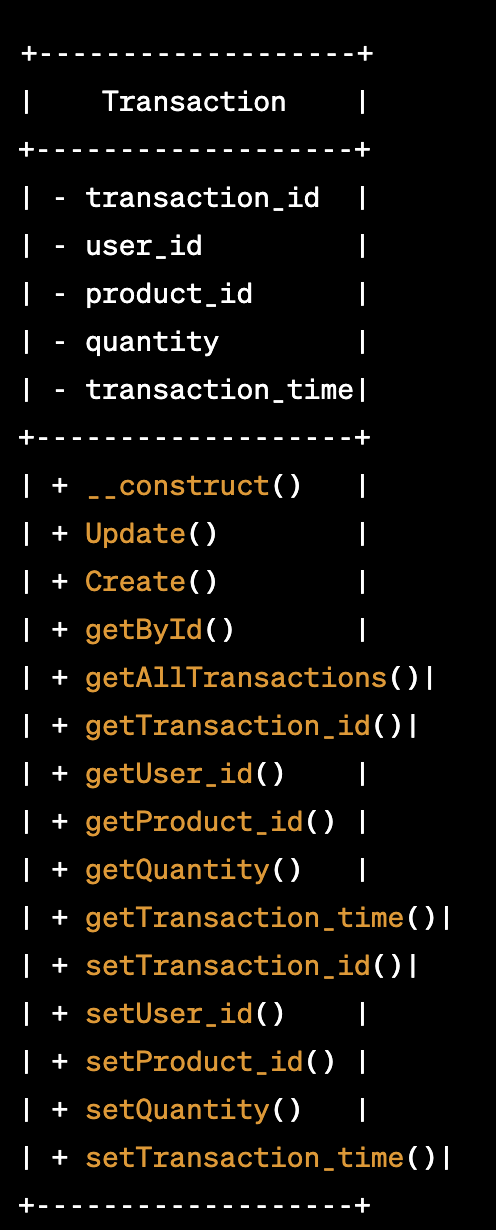 +-------------------+
|    Transaction    |
+-------------------+
| - transaction_id  |
| - user_id         |
| - product_id      |
| - quantity        |
| - transaction_time|
+-------------------+
| + __construct()   |
| + Update()        |
| + Create()        |
| + getById()       |
| + getAllTransactions()|
| + getTransaction_id()|
| + getUser_id()    |
| + getProduct_id() |
| + getQuantity()   |
| + getTransaction_time()|
| + setTransaction_id()|
| + setUser_id()    |
| + setProduct_id() |
| + setQuantity()   |
| + setTransaction_time()|
+-------------------+